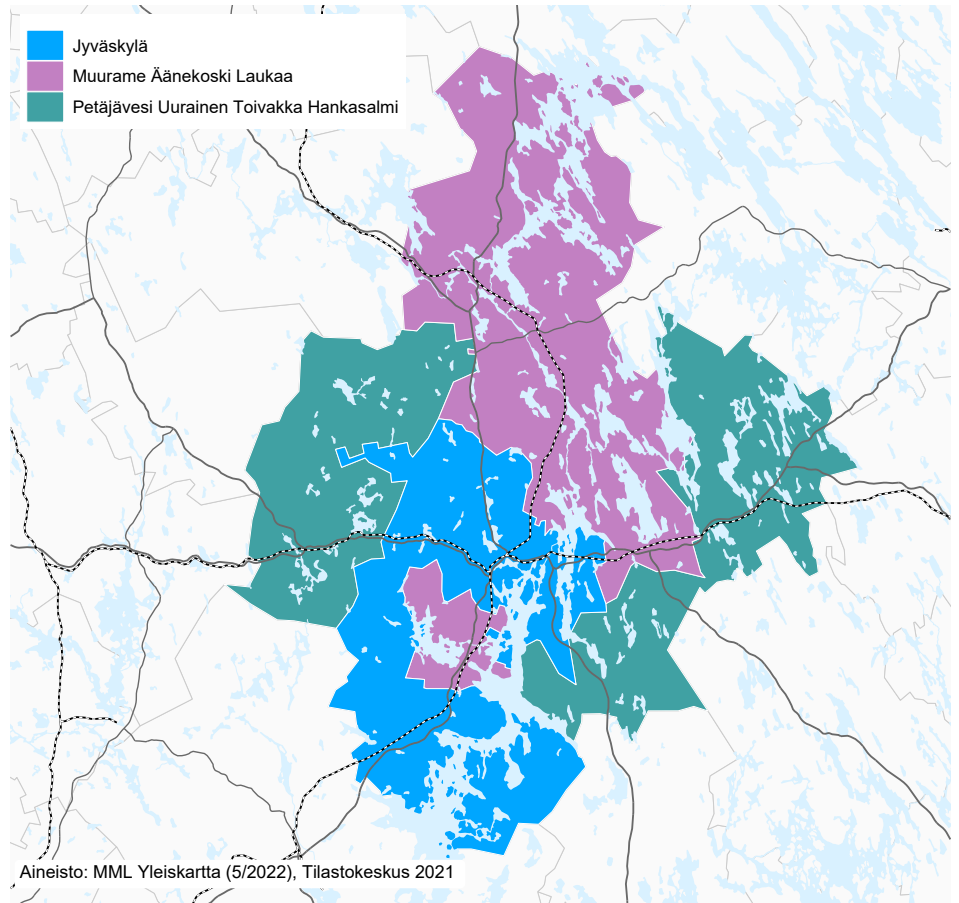 Jyväskylä
Muurame Äänekoski Laukaa
Petäjävesi Uurainen Toivakka Hankasalmi
Aineisto: MML Yleiskartta (5/2022), Tilastokeskus 2021